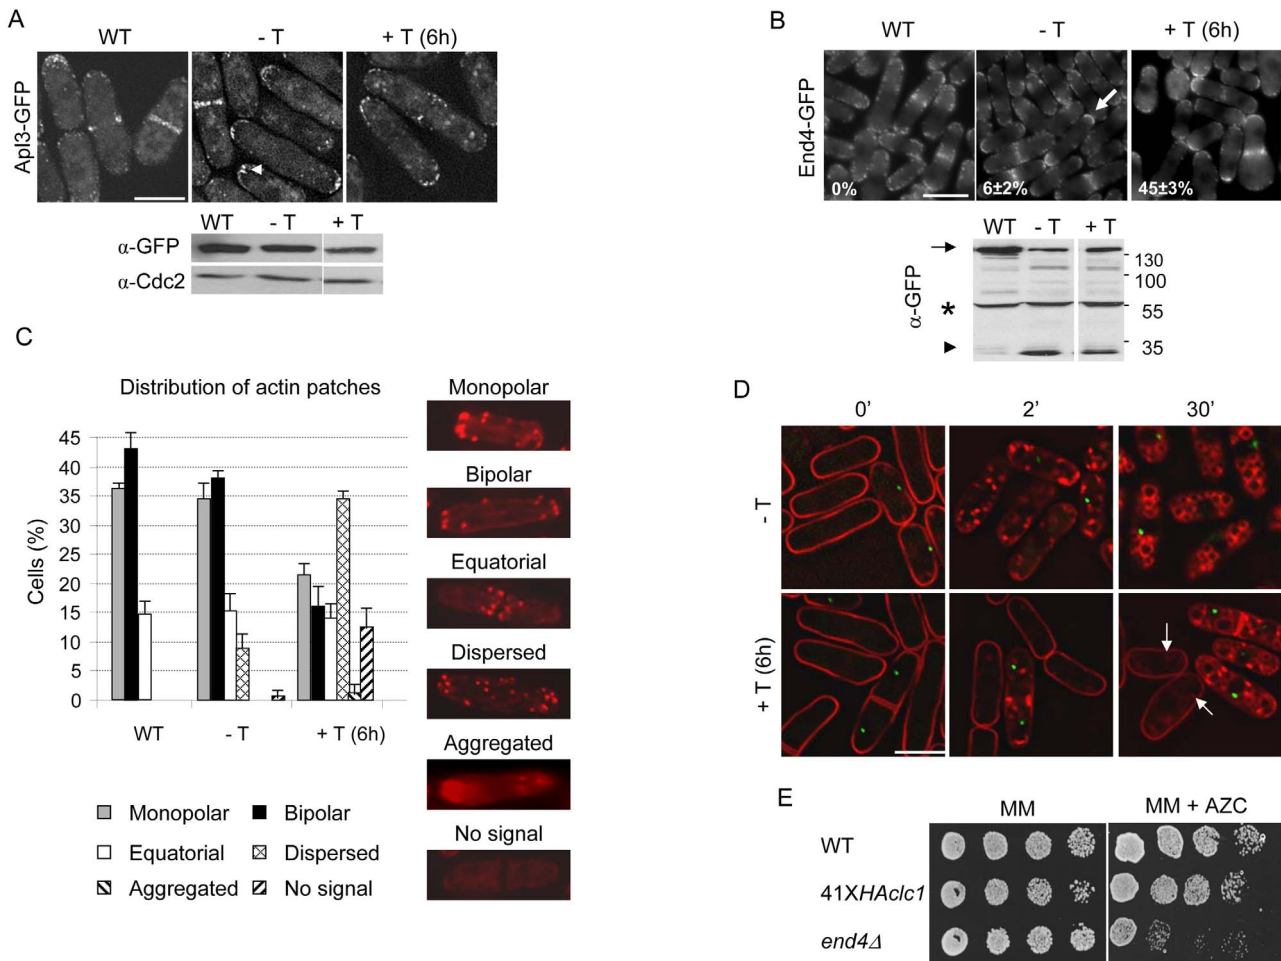 A
WT
- T
+ T (6h)
Apl3-GFP
WT
- T
+ T
α-GFP
α-Cdc2
B
WT
- T
+ T (6h)
End4-GFP
0%
6±2%
45±3%
WT
- T
+ T
α-GFP
*
130
100
55
35
C
Distribution of actin patches
Cells (%)
45
40
35
30
25
20
15
10
5
0
WT
- T
+ T (6h)
Monopolar
Bipolar
Equatorial
Dispersed
Aggregated
No signal
Monopolar
Bipolar
Equatorial
Dispersed
Aggregated
No signal
D
0’
2’
30’
- T
+ T (6h)
E
MM
MM + AZC
WT
41XHAclc1
end4Δ